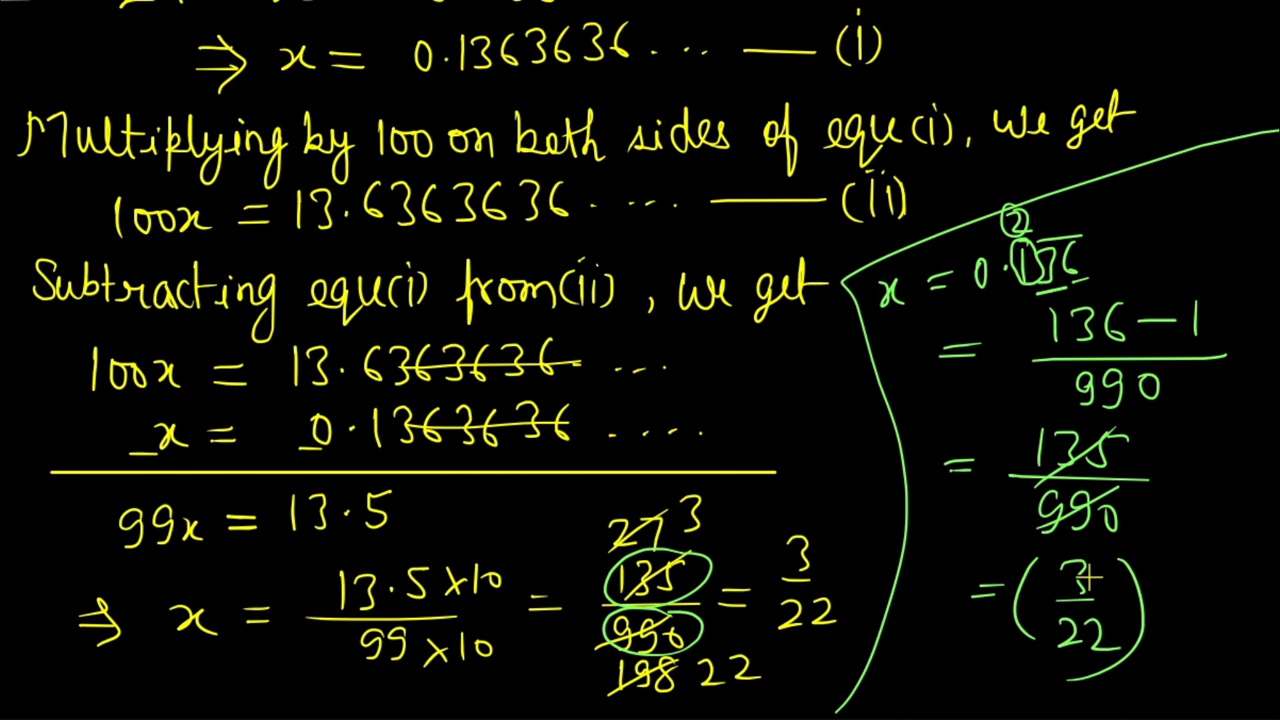 ⇒ x = 0.1363636.... —— (i)
Multiplying by 100 on both sides of equ(i), we get
100x = 13.6363636..... —— (ii)
Subtracting equ(i) from(ii), we get
100x = 13.6363636 ...
_x = _0.1363636 ....
99x = 13.5
⇒ x = 13.5×10 / 99×10 = 135 / 990 = 3 / 22
27 3
198 22
②
x = 0.136
= 136 – 1 / 990
= 135 / 990
= (3 / 22)